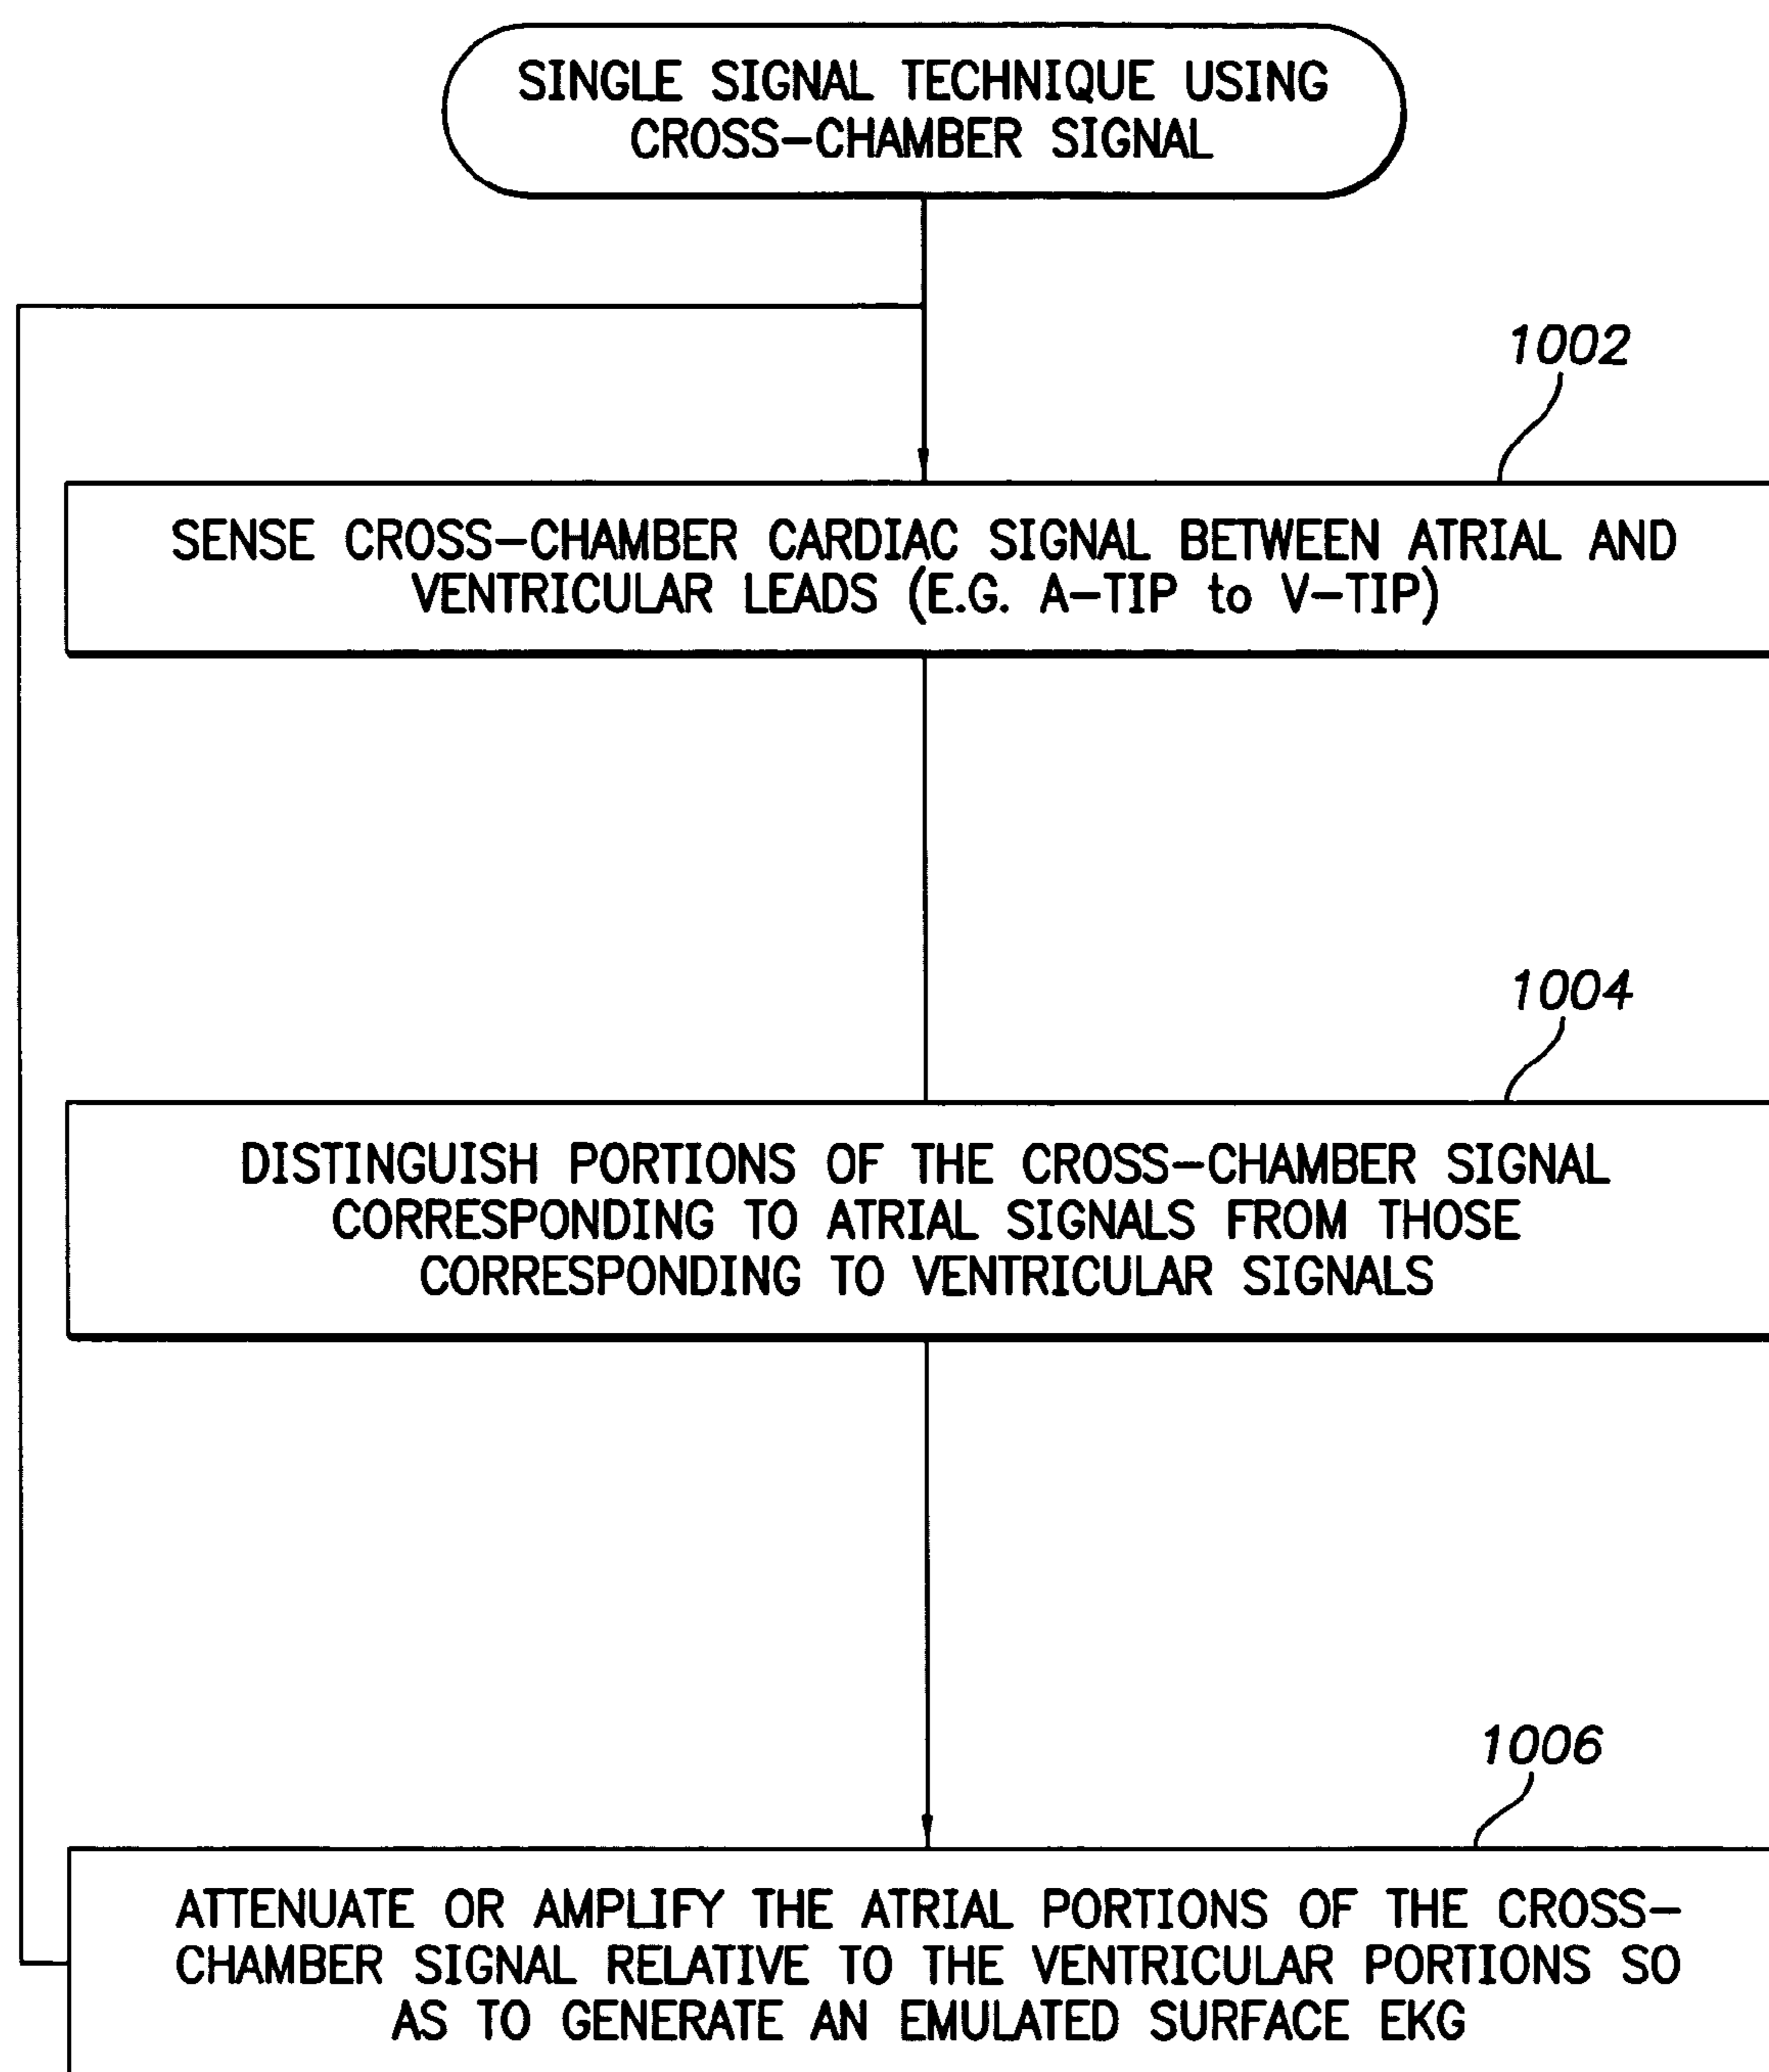 SINGLE SIGNAL TECHNIQUE USING
CROSS-CHAMBER SIGNAL
1002
SENSE CROSS-CHAMBER CARDIAC SIGNAL BETWEEN ATRIAL AND
VENTRICULAR LEADS (E.G. A-TIP to V-TIP)
1004
DISTINGUISH PORTIONS OF THE CROSS-CHAMBER SIGNAL
CORRESPONDING TO ATRIAL SIGNALS FROM THOSE
CORRESPONDING TO VENTRICULAR SIGNALS
1006
ATTENUATE OR AMPLIFY THE ATRIAL PORTIONS OF THE CROSS-
CHAMBER SIGNAL RELATIVE TO THE VENTRICULAR PORTIONS SO
AS TO GENERATE AN EMULATED SURFACE EKG